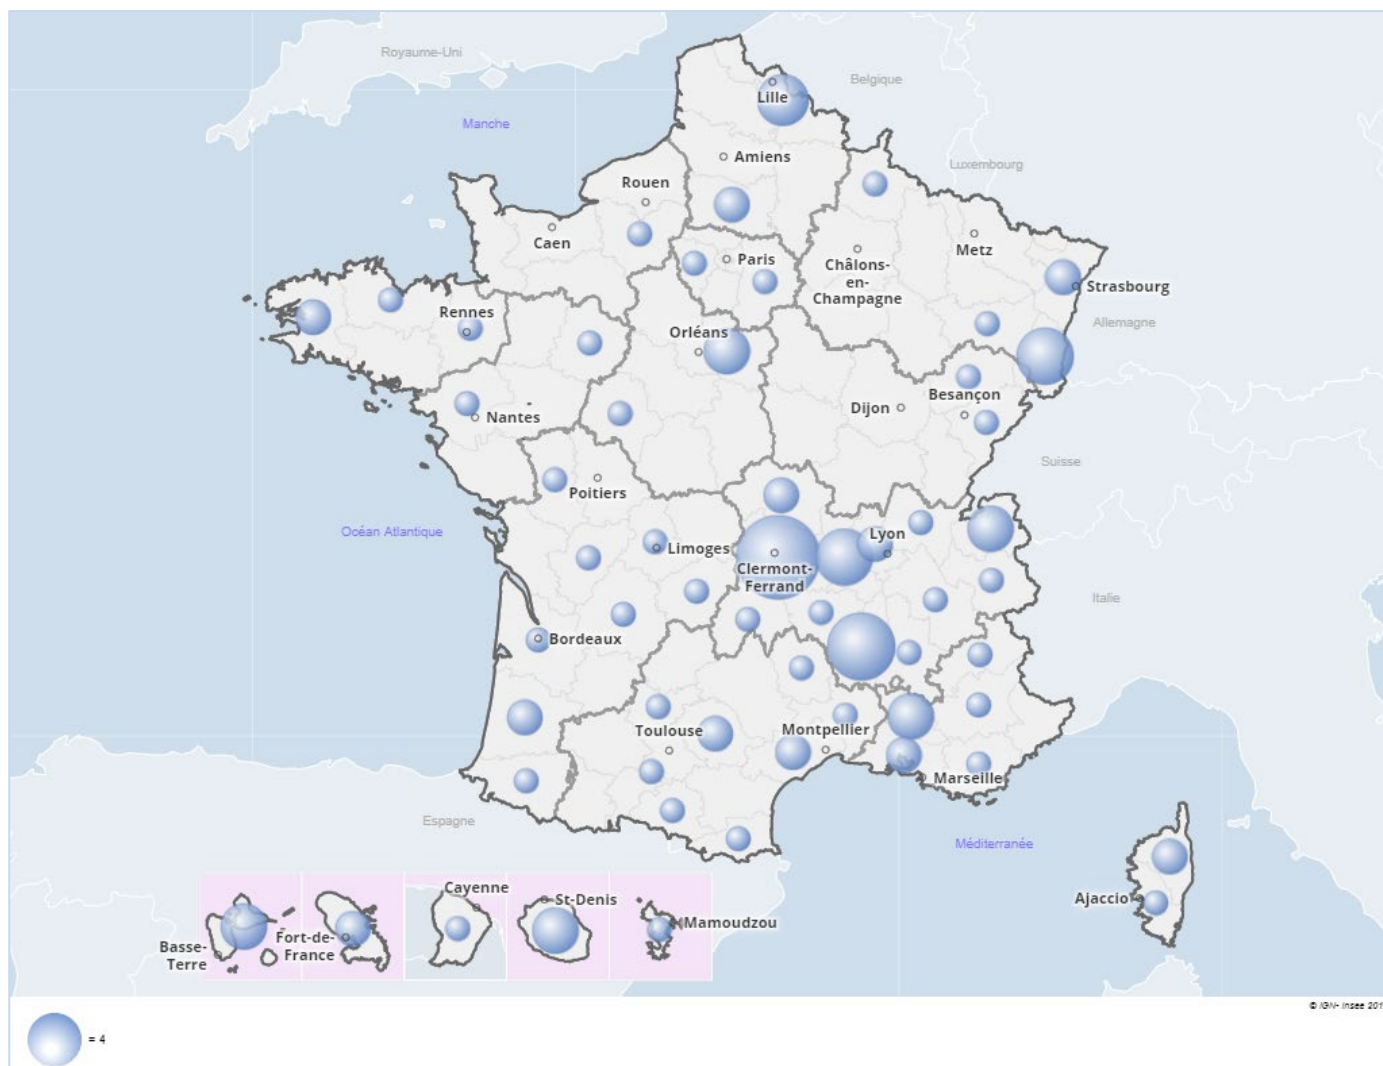 Royaume-Uni
Belgique
Lille
Manche
Amiens
Luxembourg
Rouen
Caen
Metz
Paris
Châlons-
en-
Champagne
Strasbourg
Rennes
Allemagne
Orléans
Besançon
Dijon
Nantes
Suisse
Poitiers
Océan Atlantique
Lyon
Limoges
Clermont-
Ferrand
Italie
Bordeaux
Toulouse
Montpellier
Marseille
Espagne
Méditerranée
Ajaccio
Cayenne
St-Denis
Mamoudzou
Basse-
Terre
Fort-de-
France
© IGN- Insee 201
= 4